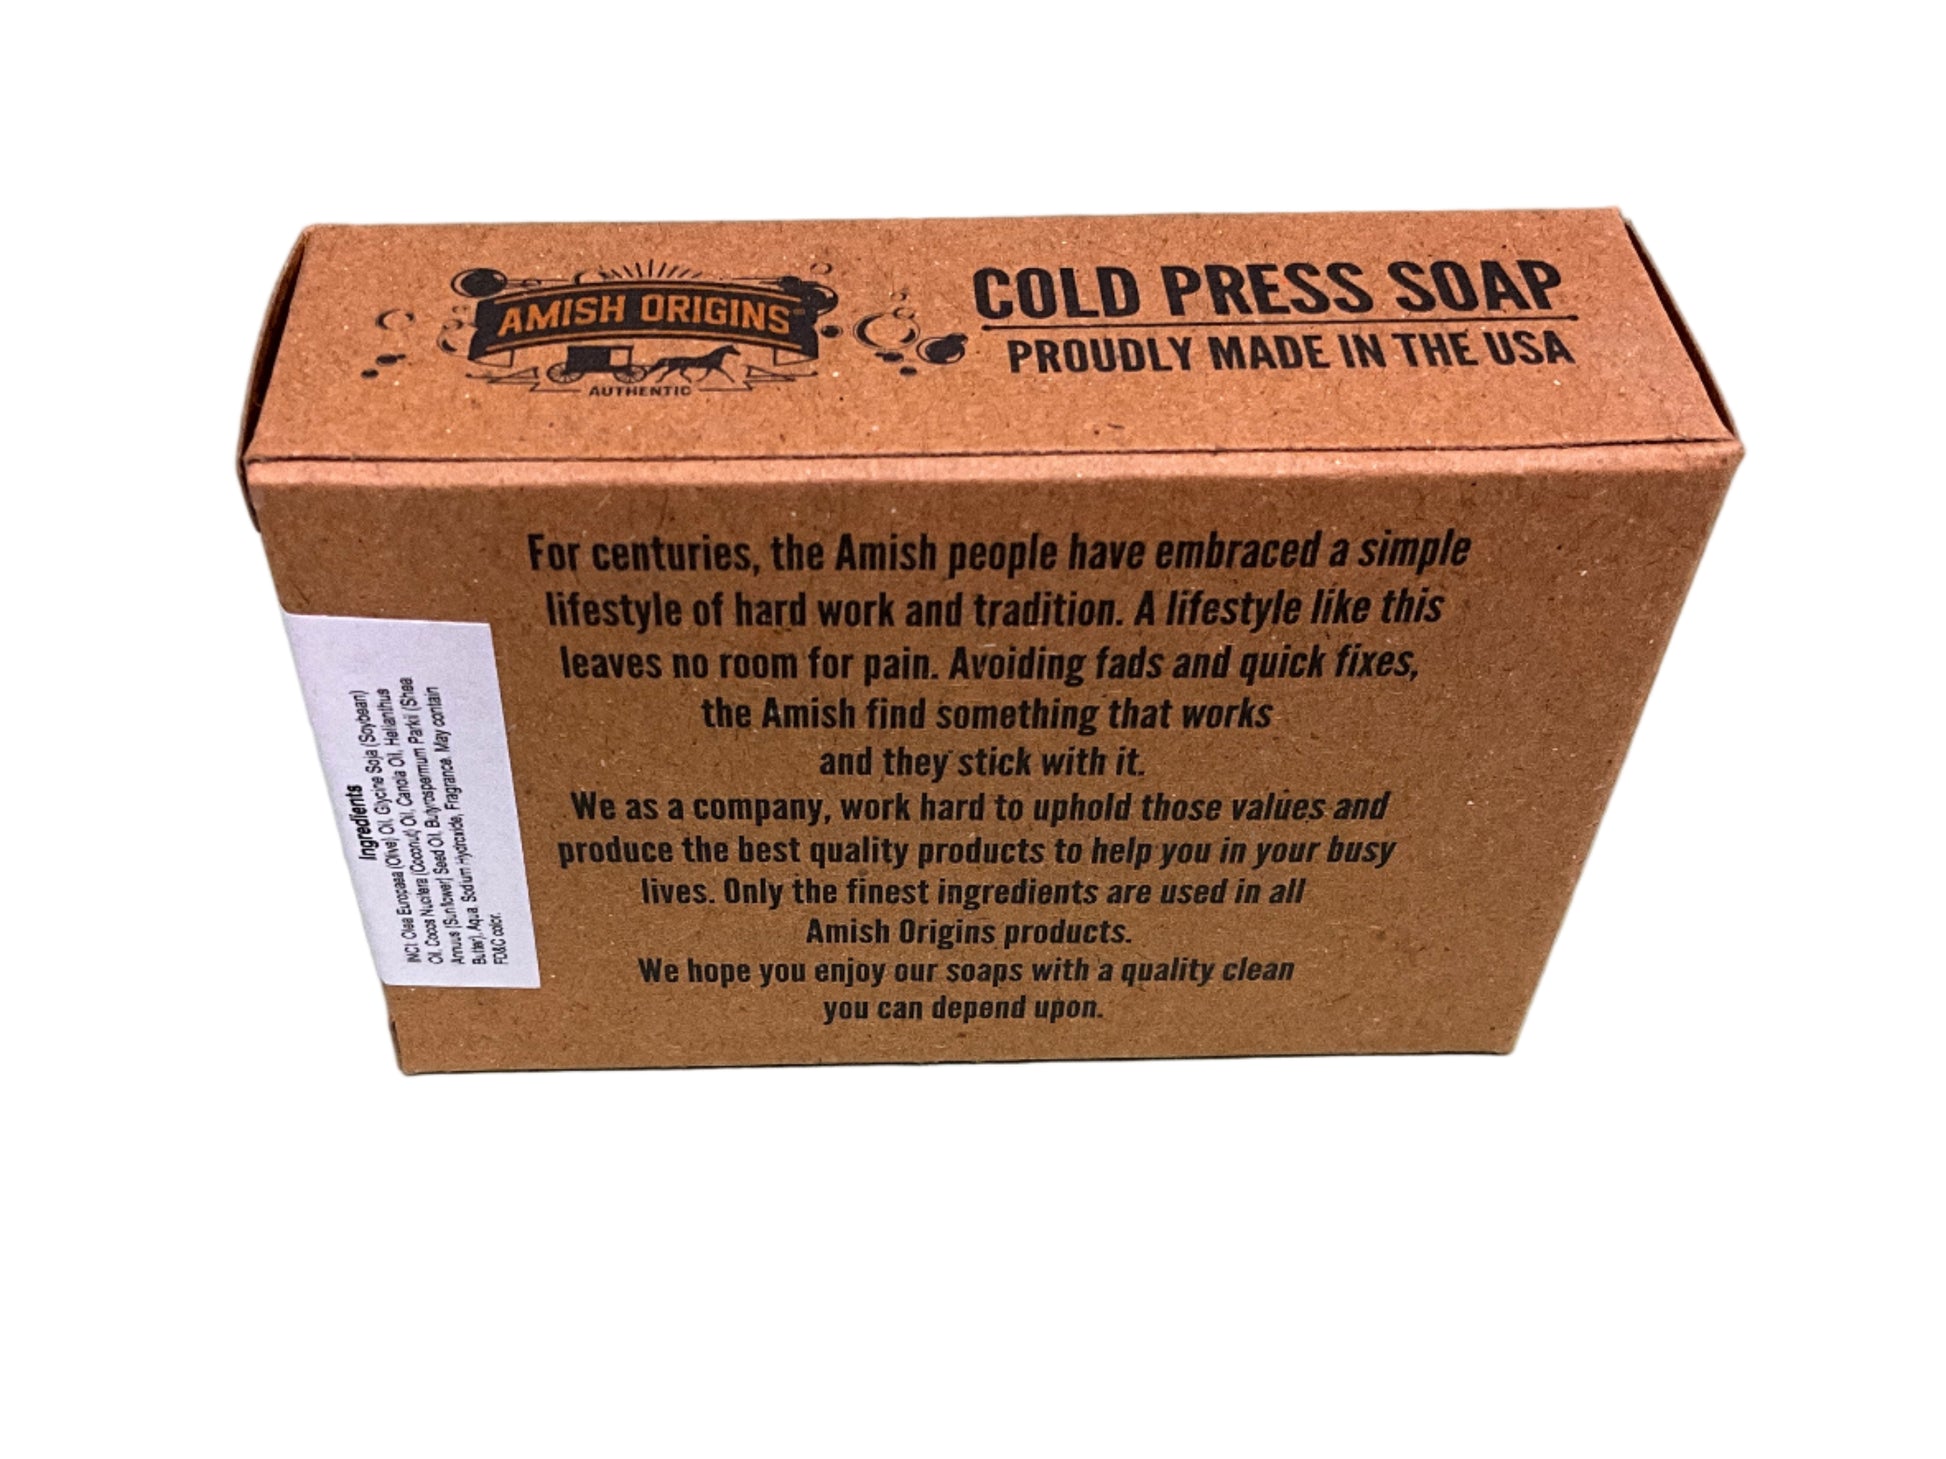 AMISH ORIGINS
AUTHENTIC
COLD PRESS SOAP
PROUDLY MADE IN THE USA
For centuries, the Amish people have embraced a simple
lifestyle of hard work and tradition. A lifestyle like this
leaves no room for pain. Avoiding fads and quick fixes,
the Amish find something that works
and they stick with it.
We as a company, work hard to uphold those values and
produce the best quality products to help you in your busy
lives. Only the finest ingredients are used in all
Amish Origins products.
We hope you enjoy our soaps with a quality clean
you can depend upon.
Ingredients
INCI: Olea Europaea (Olive) Oil, Glycine Soja (Soybean)
Oil, Cocos Nucifera (Coconut) Oil, Canola Oil, Helianthus
Annuus (Sunflower) Seed Oil, Butyrospermum Parkii (Shea
Butter), Aqua, Sodium Hydroxide, Fragrance. May contain
FD&C color.